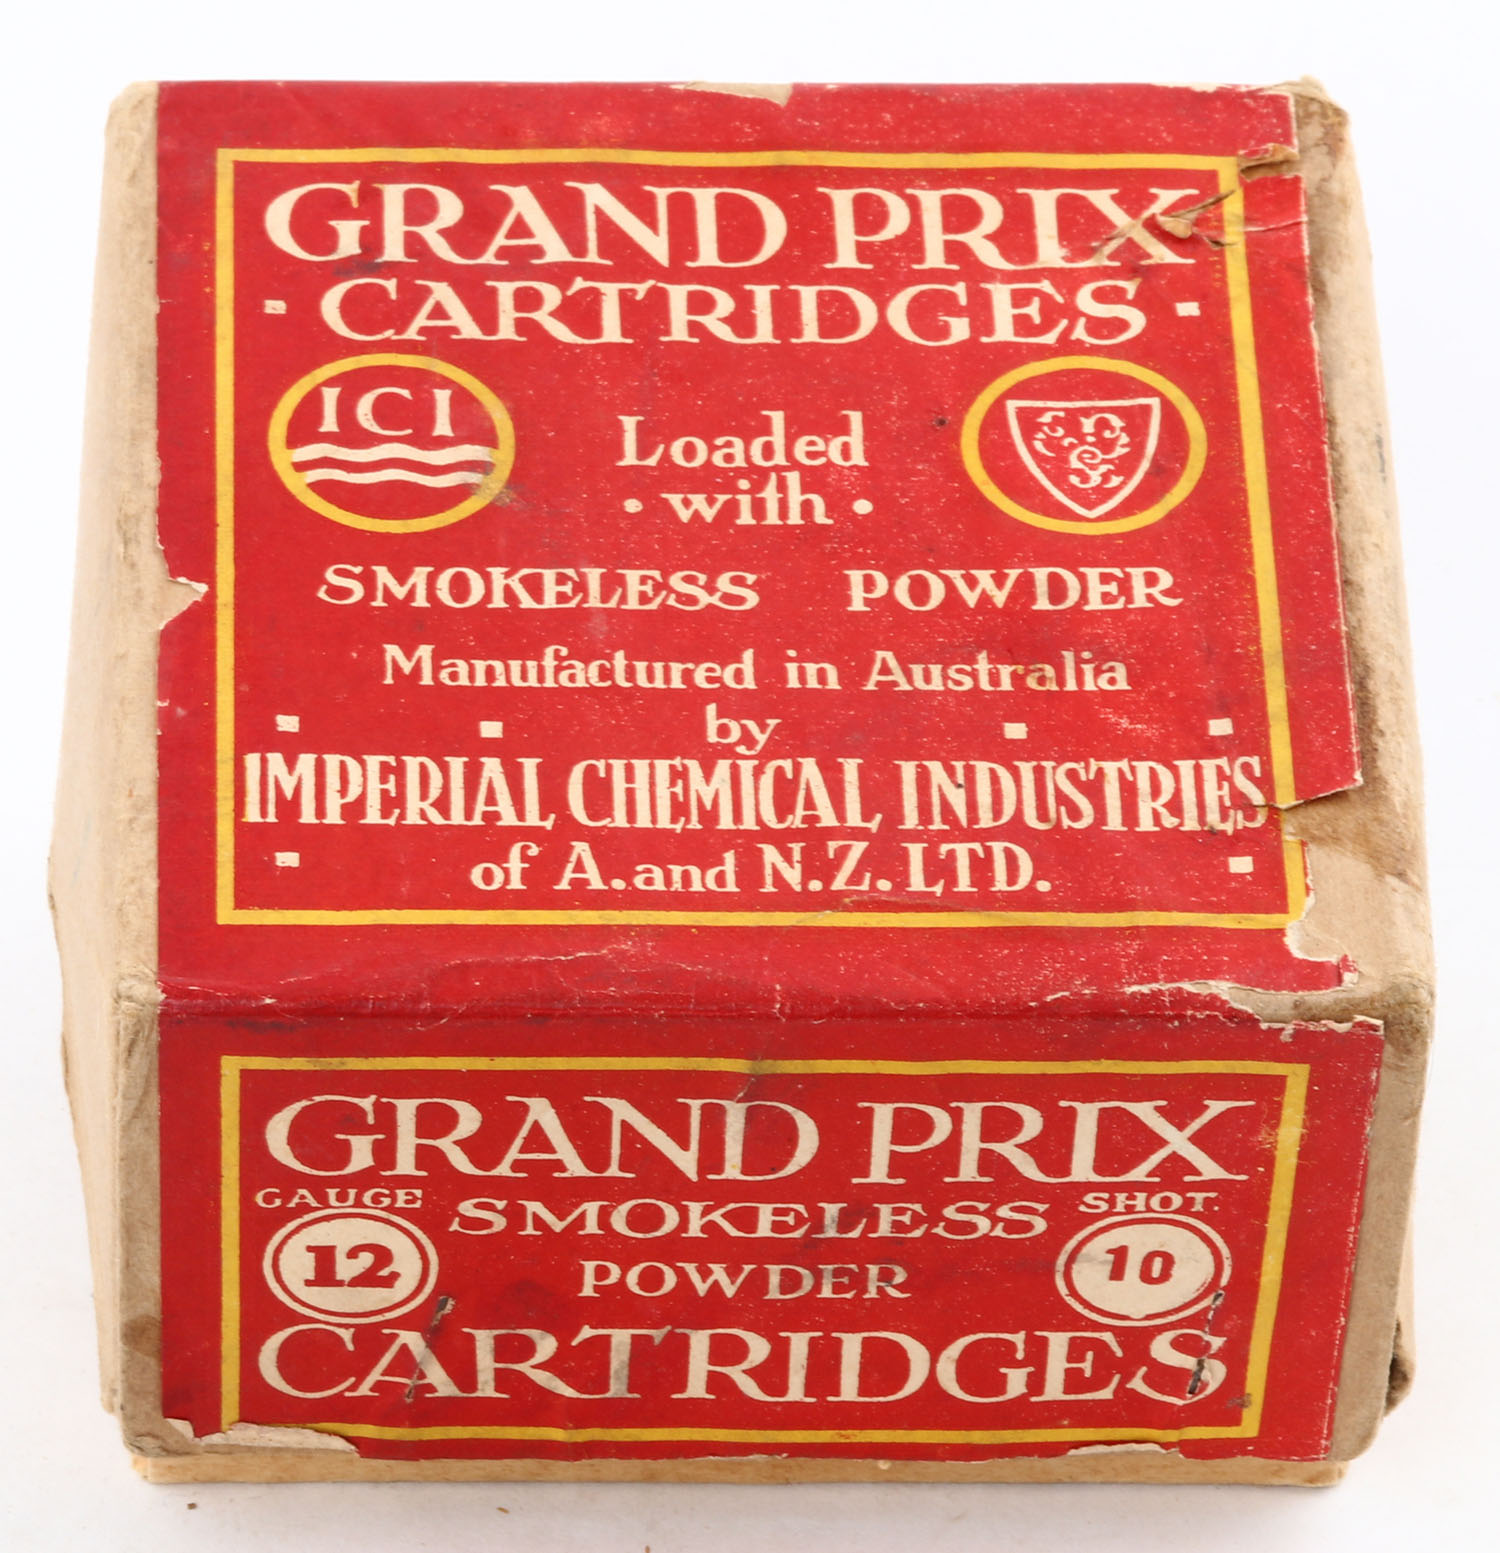 GRAND PRIX
· CARTRIDGES ·
ICI
Loaded
· with ·
SMOKELESS POWDER
Manufactured in Australia
by
IMPERIAL CHEMICAL INDUSTRIES
of A. and N.Z. LTD.
GRAND PRIX
GAUGE SMOKELESS SHOT.
12 POWDER 10
CARTRIDGES